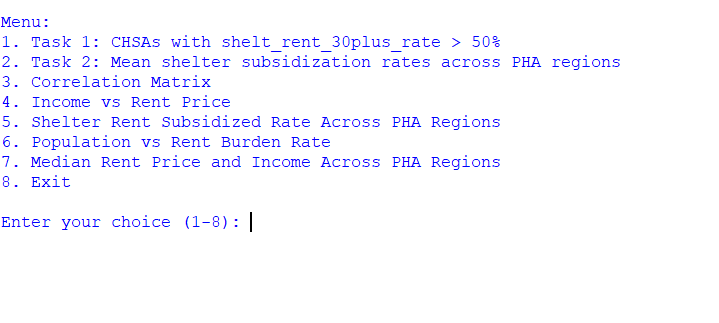 Menu:
1. Task 1: CHSAs with shelt_rent_30plus_rate > 50%
2. Task 2: Mean shelter subsidization rates across PHA regions
3. Correlation Matrix
4. Income vs Rent Price
5. Shelter Rent Subsidized Rate Across PHA Regions
6. Population vs Rent Burden Rate
7. Median Rent Price and Income Across PHA Regions
8. Exit
Enter your choice (1-8):